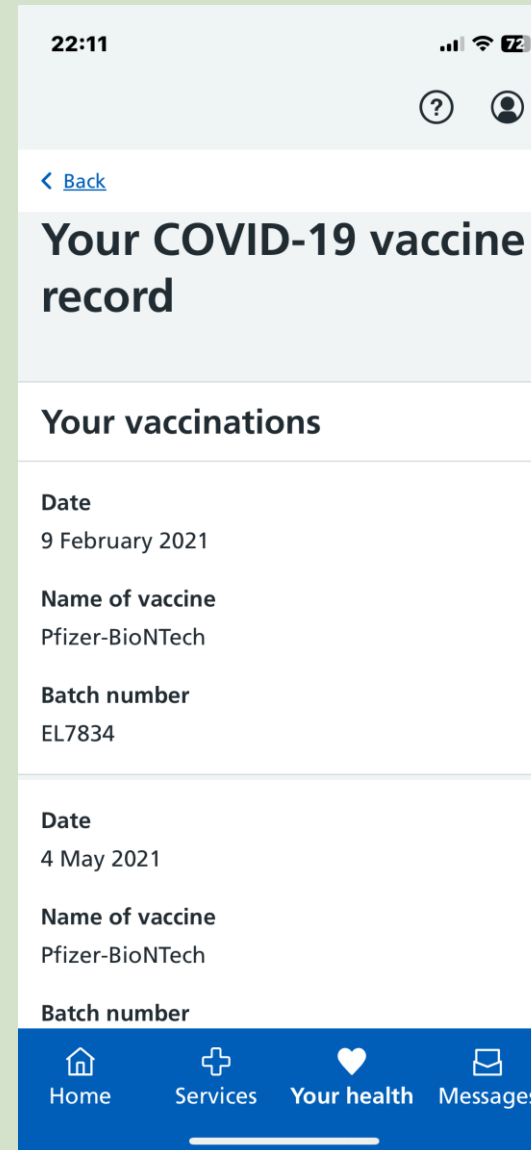 22:11
72
Back
Your COVID-19 vaccine
record
Your vaccinations
Date
9 February 2021
Name of vaccine
Pfizer-BioNTech
Batch number
EL7834
Date
4 May 2021
Name of vaccine
Pfizer-BioNTech
Batch number
Home Services Your health Messages